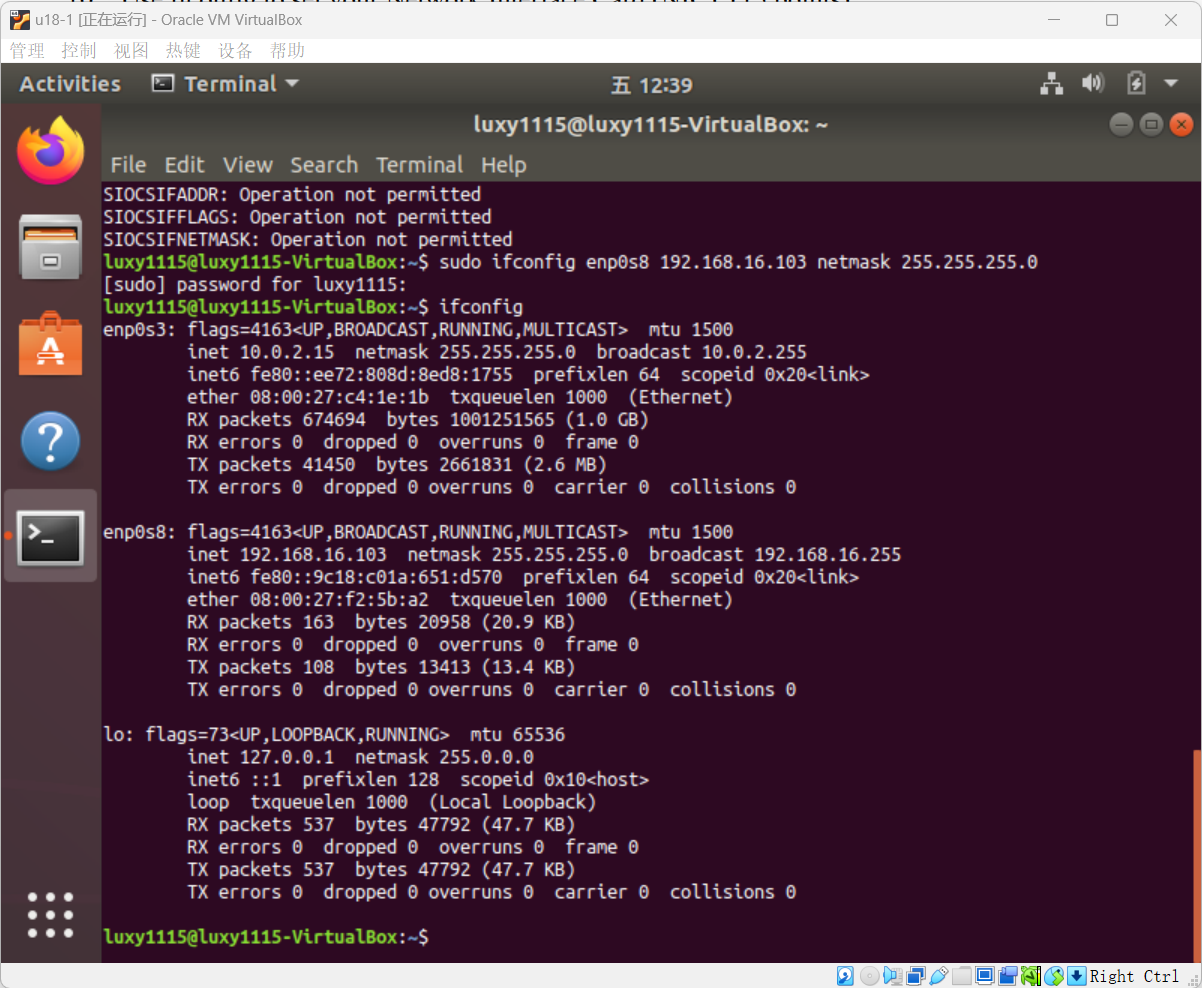 u18-1 [正在运行] - Oracle VM VirtualBox
管理 控制 视图 热键 设备 帮助
Activities Terminal 五 12:39
luxy1115@luxy1115-VirtualBox: ~
File Edit View Search Terminal Help
SIOCSIFADDR: Operation not permitted
SIOCSIFFLAGS: Operation not permitted
SIOCSIFNETMASK: Operation not permitted
luxy1115@luxy1115-VirtualBox:~$ sudo ifconfig enp0s8 192.168.16.103 netmask 255.255.255.0
[sudo] password for luxy1115:
luxy1115@luxy1115-VirtualBox:~$ ifconfig
enp0s3: flags=4163<UP,BROADCAST,RUNNING,MULTICAST>  mtu 1500
        inet 10.0.2.15  netmask 255.255.255.0  broadcast 10.0.2.255
        inet6 fe80::ee72:808d:8ed8:1755  prefixlen 64  scopeid 0x20<link>
        ether 08:00:27:c4:1e:1b  txqueuelen 1000  (Ethernet)
        RX packets 674694  bytes 1001251565 (1.0 GB)
        RX errors 0  dropped 0  overruns 0  frame 0
        TX packets 41450  bytes 2661831 (2.6 MB)
        TX errors 0  dropped 0 overruns 0  carrier 0  collisions 0
enp0s8: flags=4163<UP,BROADCAST,RUNNING,MULTICAST>  mtu 1500
        inet 192.168.16.103  netmask 255.255.255.0  broadcast 192.168.16.255
        inet6 fe80::9c18:c01a:651:d570  prefixlen 64  scopeid 0x20<link>
        ether 08:00:27:f2:5b:a2  txqueuelen 1000  (Ethernet)
        RX packets 163  bytes 20958 (20.9 KB)
        RX errors 0  dropped 0  overruns 0  frame 0
        TX packets 108  bytes 13413 (13.4 KB)
        TX errors 0  dropped 0 overruns 0  carrier 0  collisions 0
lo: flags=73<UP,LOOPBACK,RUNNING>  mtu 65536
        inet 127.0.0.1  netmask 255.0.0.0
        inet6 ::1  prefixlen 128  scopeid 0x10<host>
        loop  txqueuelen 1000  (Local Loopback)
        RX packets 537  bytes 47792 (47.7 KB)
        RX errors 0  dropped 0  overruns 0  frame 0
        TX packets 537  bytes 47792 (47.7 KB)
        TX errors 0  dropped 0 overruns 0  carrier 0  collisions 0
luxy1115@luxy1115-VirtualBox:~$
Right Ctrl